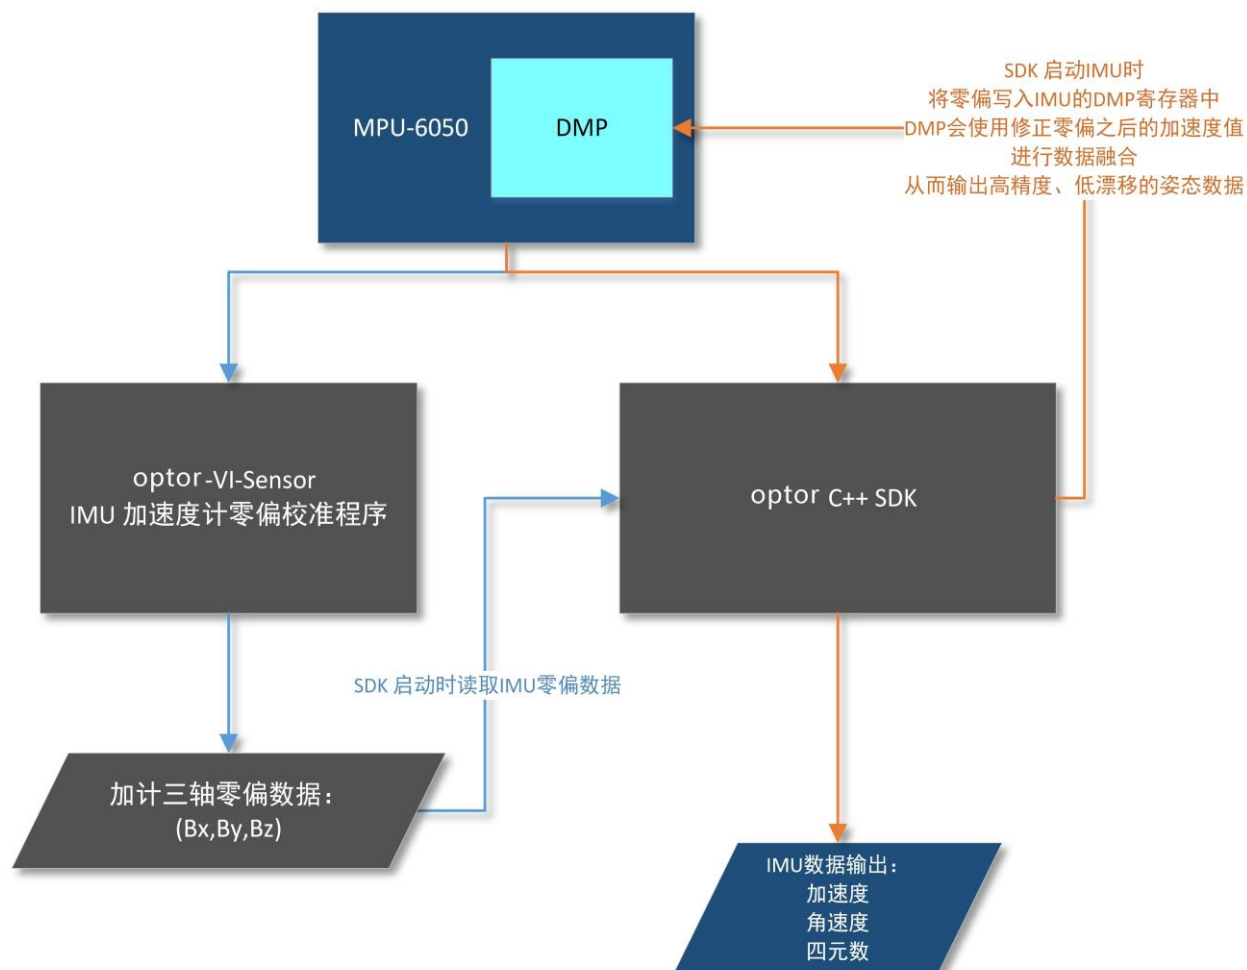 MPU-6050
DMP
SDK 启动IMU时
将零偏写入IMU的DMP寄存器中
DMP会使用修正零偏之后的加速度值
进行数据融合
从而输出高精度、低漂移的姿态数据
optor-VI-Sensor
IMU 加速度计零偏校准程序
optor C++ SDK
SDK 启动时读取IMU零偏数据
加计三轴零偏数据：
(Bx,By,Bz)
IMU数据输出：
加速度
角速度
四元数